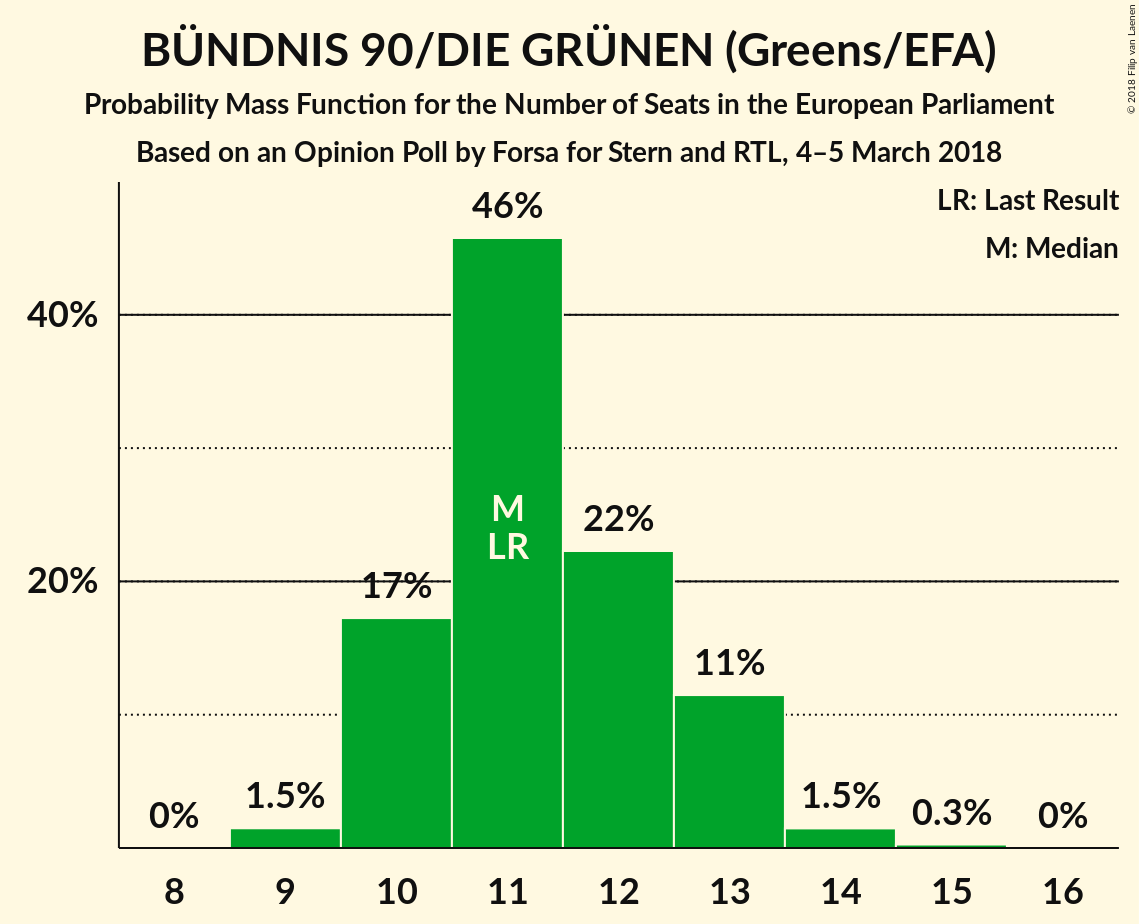 BÜNDNIS 90/DIE GRÜNEN (Greens/EFA)
Probability Mass Function for the Number of Seats in the European Parliament
Based on an Opinion Poll by Forsa for Stern and RTL, 4–5 March 2018
© 2018 Filip van Laenen
LR: Last Result
M: Median
40%
20%
0%
1.5%
17%
46%
M
LR
22%
11%
1.5%
0.3%
0%
8 9 10 11 12 13 14 15 16